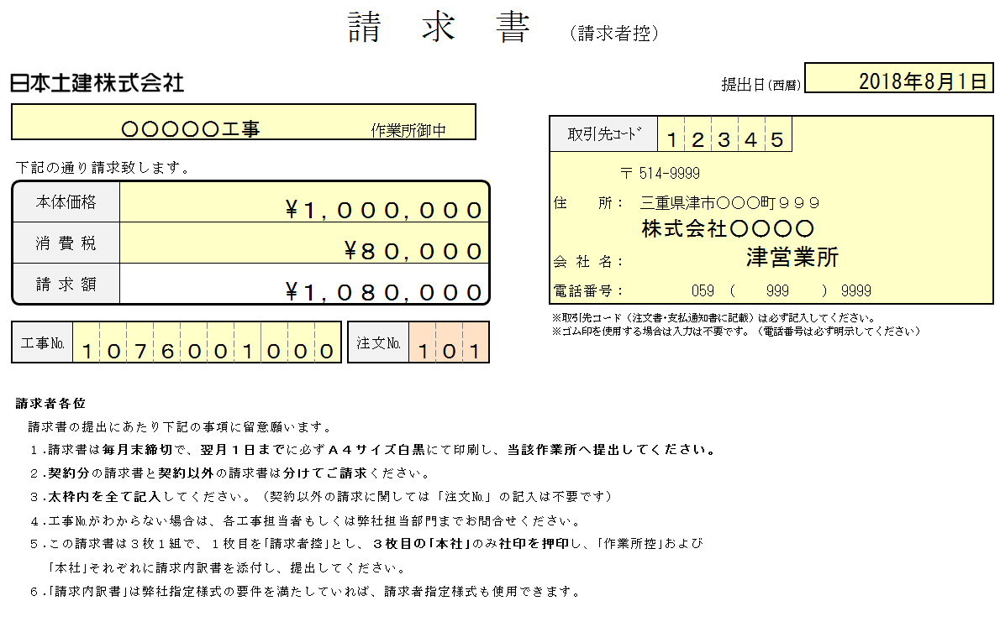 請 求 書 （請求者控）
日本土建株式会社
提出日(西暦) 2018年8月1日
〇〇〇〇〇工事 作業所御中
取引先コード 1 2 3 4 5
下記の通り請求致します。
〒 514-9999
本体価格 ¥1,000,000
住 所： 三重県津市〇〇〇町９９９
株式会社〇〇〇〇
消 費 税 ¥80,000
会 社 名： 津営業所
請 求 額 ¥1,080,000
電話番号： 059 ( 999 ) 9999
※取引先コード（注文書・支払通知書に記載）は必ず記入してください。
※ゴム印を使用する場合は入力は不要です。（電話番号は必ず明示してください）
工事№ 1 0 7 6 0 0 1 0 0 0 注文№ 1 0 1
請求者各位
請求書の提出にあたり下記の事項に留意願います。
１.請求書は毎月末締切で、翌月１日までに必ずＡ４サイズ白黒にて印刷し、当該作業所へ提出してください。
２.契約分の請求書と契約以外の請求書は分けてご請求ください。
３.太枠内を全て記入してください。（契約以外の請求に関しては「注文№」の記入は不要です）
４.工事№がわからない場合は、各工事担当者もしくは弊社担当部門までお問合せください。
５.この請求書は３枚１組で、１枚目を｢請求者控｣とし、３枚目の｢本社｣のみ社印を押印し、｢作業所控｣および
｢本社｣それぞれに請求内訳書を添付し、提出してください。
６.｢請求内訳書｣は弊社指定様式の要件を満たしていれば、請求者指定様式も使用できます。